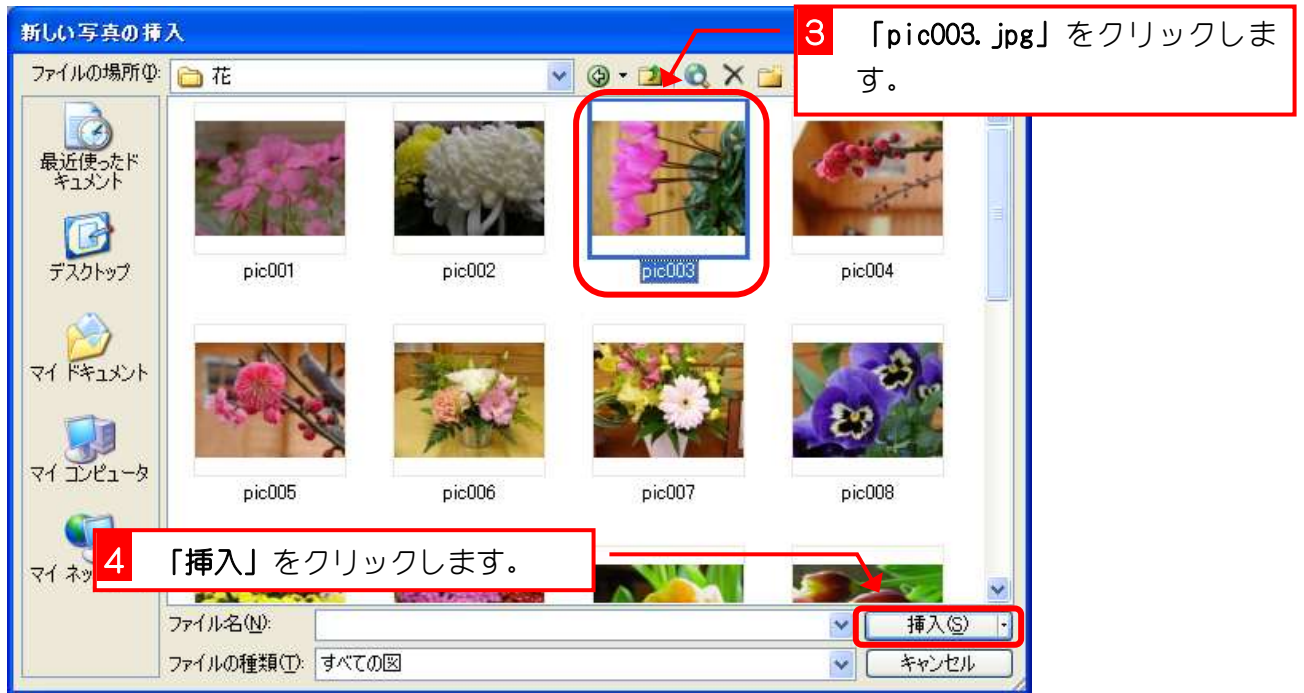 新しい写真の挿入
3 「pic003.jpg」をクリックしま
す。
ファイルの場所(I):
花
最近使ったド
キュメント
デスクトップ
マイ ドキュメント
マイ コンピュータ
マイ ネッ
pic001 pic002 pic003 pic004
pic005 pic006 pic007 pic008
4 「挿入」をクリックします。
ファイル名(N):
挿入(S)
ファイルの種類(T): すべての図
キャンセル